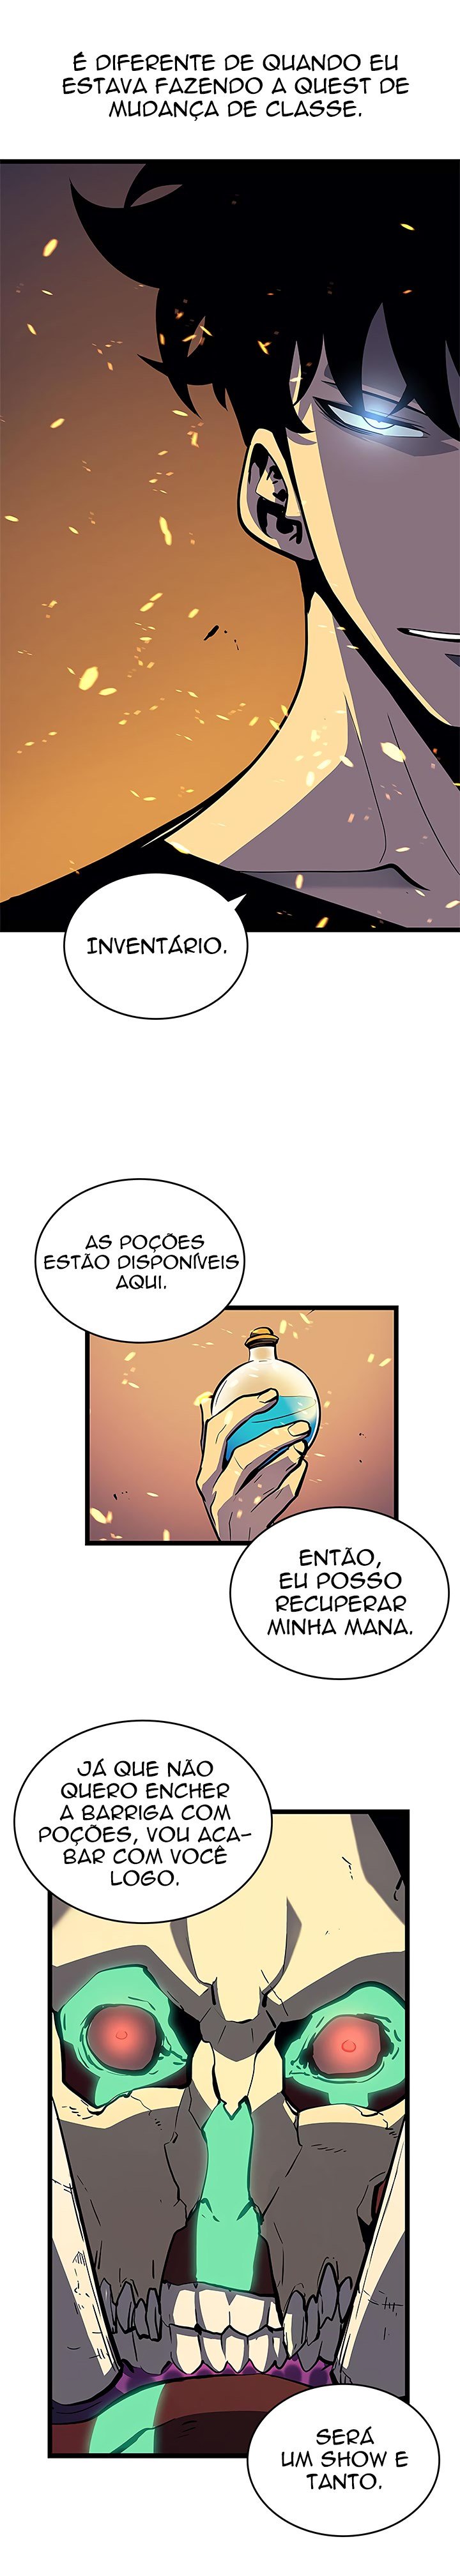 É DIFERENTE DE QUANDO EU
ESTAVA FAZENDO A QUEST DE
MUDANÇA DE CLASSE.
INVENTÁRIO.
AS POÇÕES
ESTÃO DISPONÍVEIS
AQUI.
ENTÃO,
EU POSSO
RECUPERAR
MINHA MANA.
JÁ QUE NÃO
QUERO ENCHER
A BARRIGA COM
POÇÕES, VOU ACA-
BAR COM VOCÊ
LOGO.
SERÁ
UM SHOW E
TANTO.